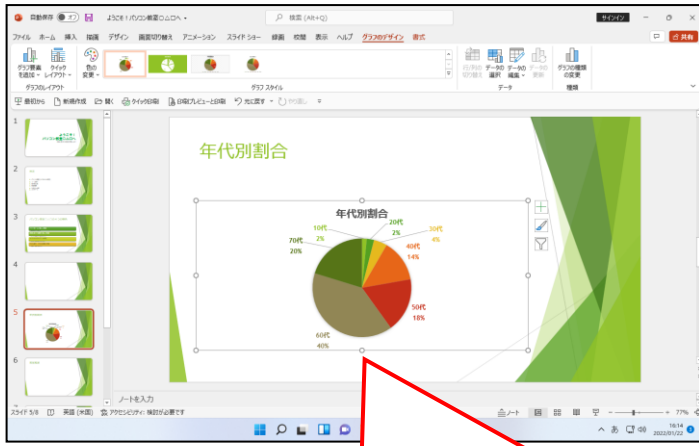 自動保存 オフ ようこそ!パソコン教室〇△□へ • 検索 (Alt+Q) サインイン
ファイル ホーム 挿入 描画 デザイン 画面切り替え アニメーション スライド ショー 録画 校閲 表示 ヘルプ グラフのデザイン 書式 共有
グラフ要素を追加 クイックレイアウト 色の変更 行/列の切り替え データの選択 データの編集 データの更新 グラフの種類の変更
グラフのレイアウト グラフ スタイル データ 種類
最初から 新規作成 開く クイック印刷 印刷プレビューと印刷 元に戻す やり直し
1
2
3
4
5
6
年代別割合
年代別割合
10代
2%
20代
2%
30代
4%
40代
14%
50代
18%
60代
40%
70代
20%
ノートを入力
スライド 5/8 英語 (米国) アクセシビリティ: 検討が必要です ノート 77%
あ 16:14
2022/01/22